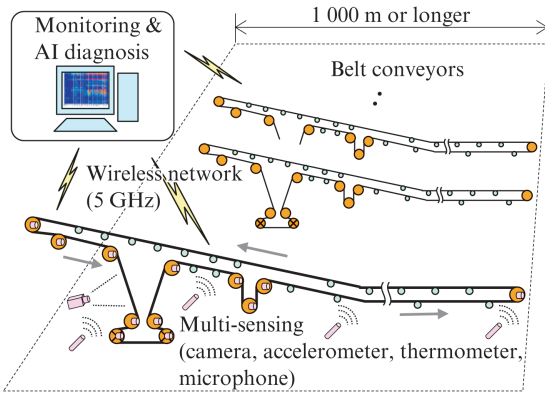 Monitoring &
AI diagnosis
1 000 m or longer
Belt conveyors
Wireless network
(5 GHz)
Multi-sensing
(camera, accelerometer, thermometer,
microphone)